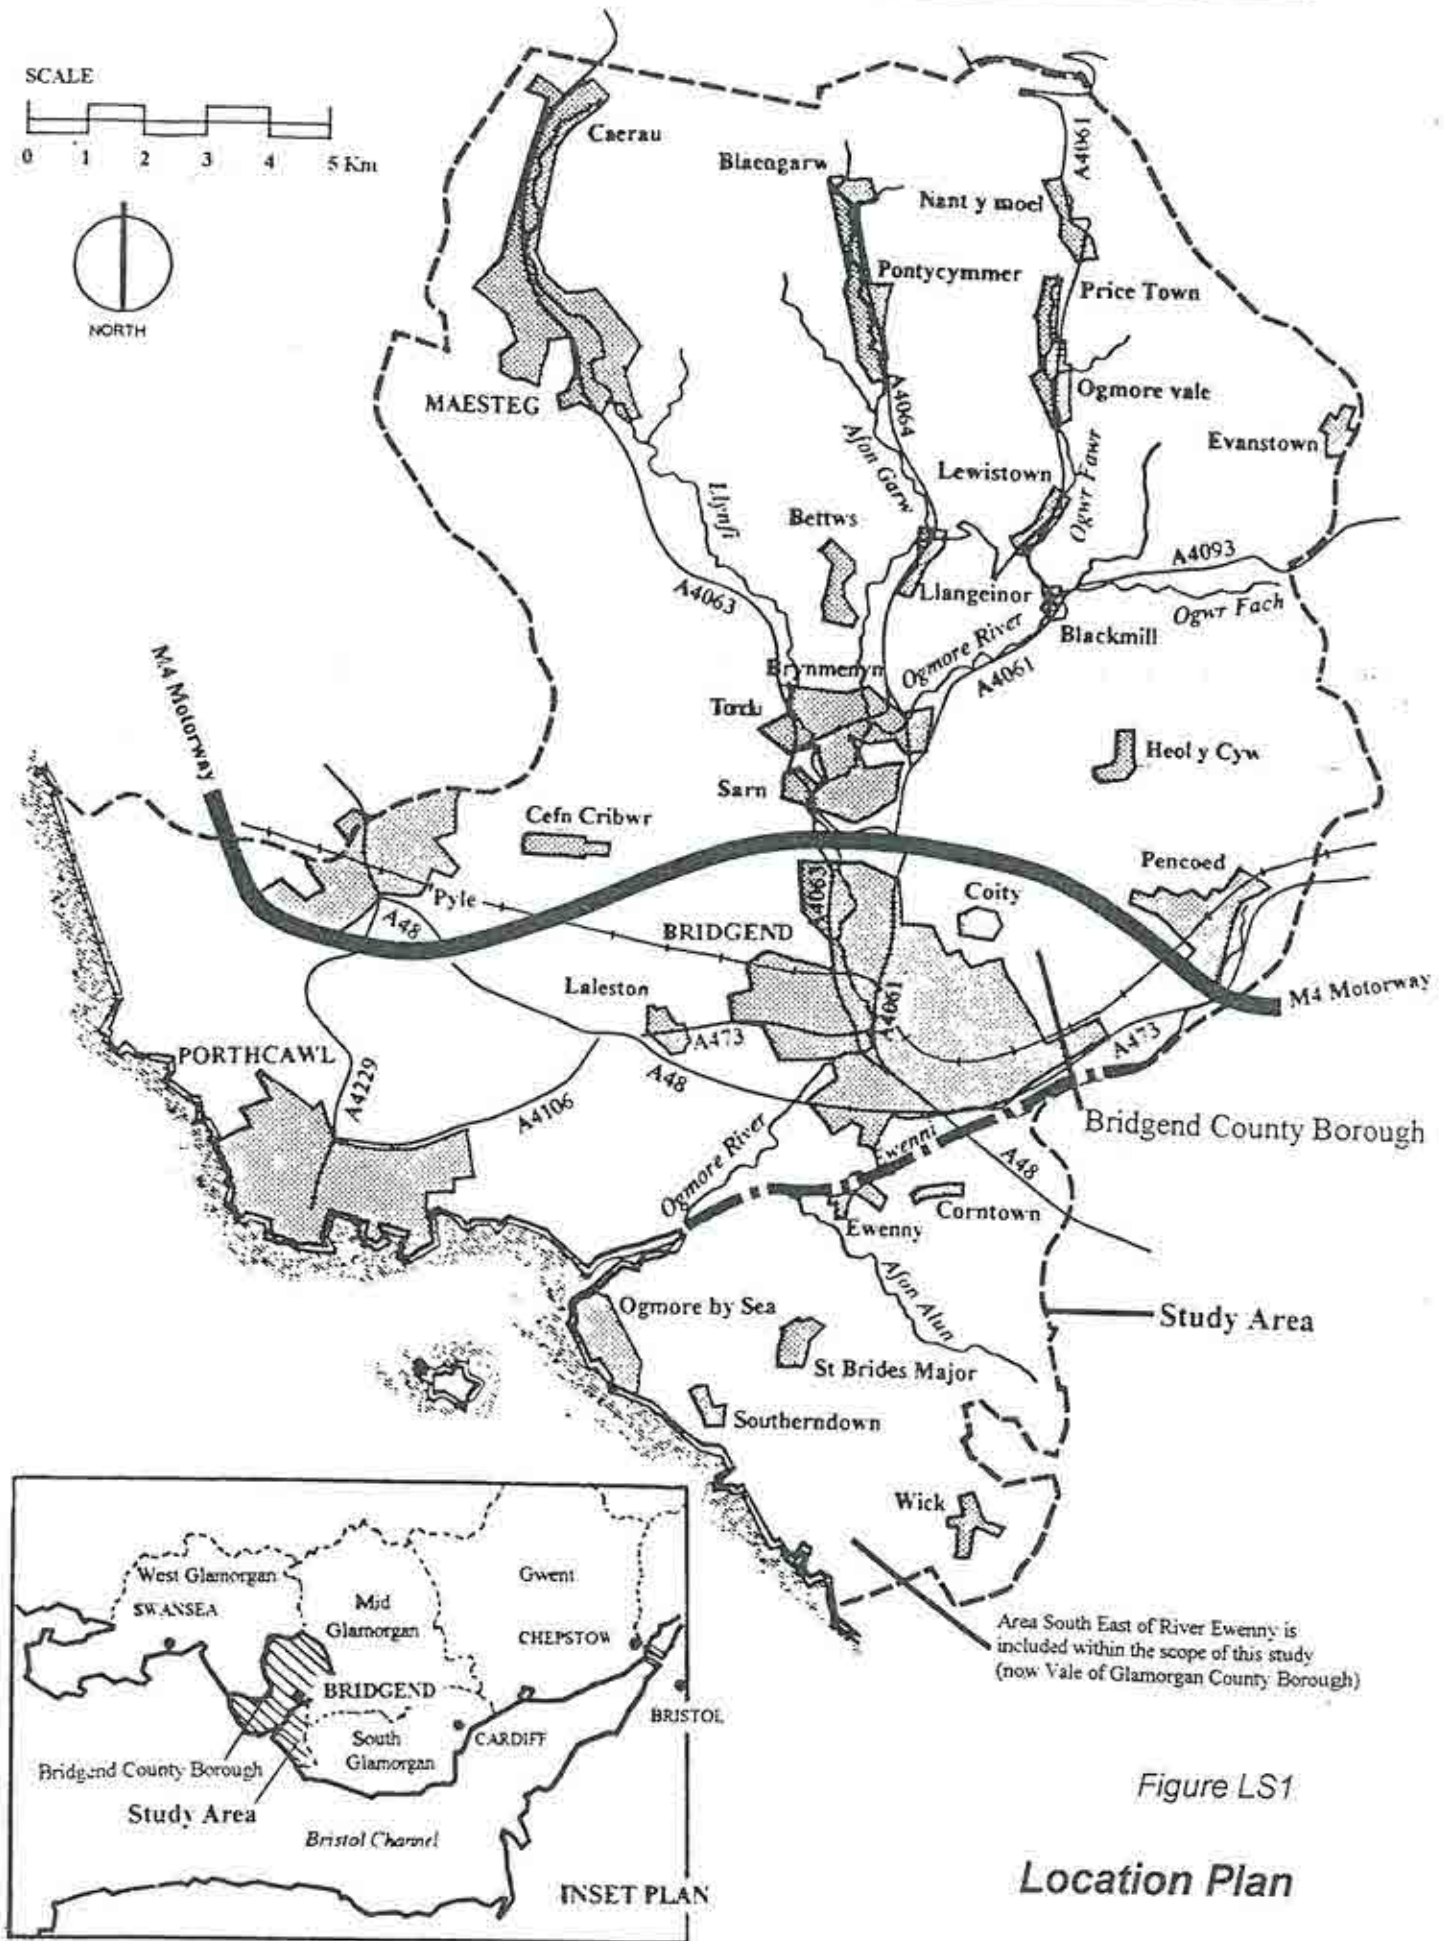 SCALE
0 1 2 3 4 5 Km
NORTH
Caerau
Blaengarw
A4061
Nant y moel
Pontycymmer
Price Town
MAESTEG
A4064
Ogmore vale
Evanstown
Afon Garw
Lewistown
Ogwr Fawr
Llynfi
Bettws
A4093
A4063
Llangeinor
Ogwr Fach
Blackmill
Ogmore River
A4061
M4 Motorway
Brynmenyn
Tondu
Heol y Cyw
Sarn
Cefn Cribwr
Pencoed
Pyle
A4063
Coity
A48
BRIDGEND
Laleston
A4061
M4 Motorway
A473
A473
PORTHCAWL
A48
A4229
A4106
Bridgend County Borough
Ogmore River
Ewenni
A48
Ewenny
Corntown
Afon Alun
Ogmore by Sea
Study Area
St Brides Major
Southerndown
Wick
Area South East of River Ewenny is
included within the scope of this study
(now Vale of Glamorgan County Borough)
West Glamorgan
Gwent
Mid
Glamorgan
SWANSEA
CHEPSTOW
BRIDGEND
BRISTOL
South
Glamorgan
CARDIFF
Bridgend County Borough
Study Area
Bristol Channel
INSET PLAN
Figure LS1
Location Plan